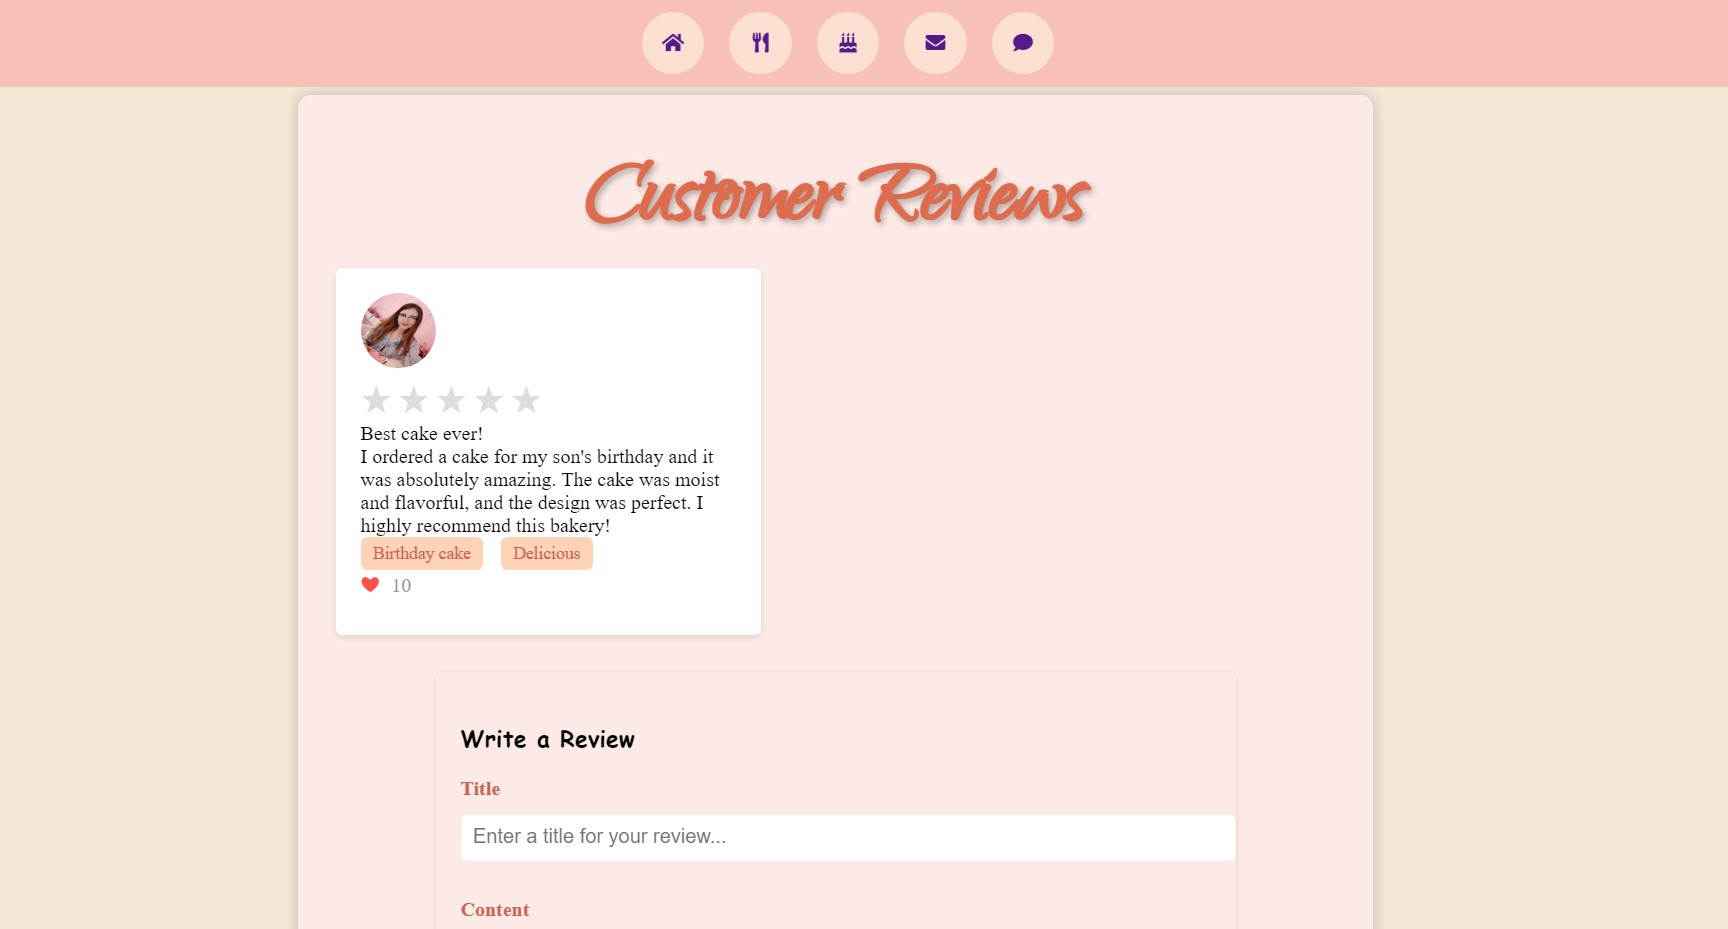 Customer Reviews
Best cake ever!
I ordered a cake for my son's birthday and it
was absolutely amazing. The cake was moist
and flavorful, and the design was perfect. I
highly recommend this bakery!
Birthday cake Delicious
10
Write a Review
Title
Enter a title for your review...
Content